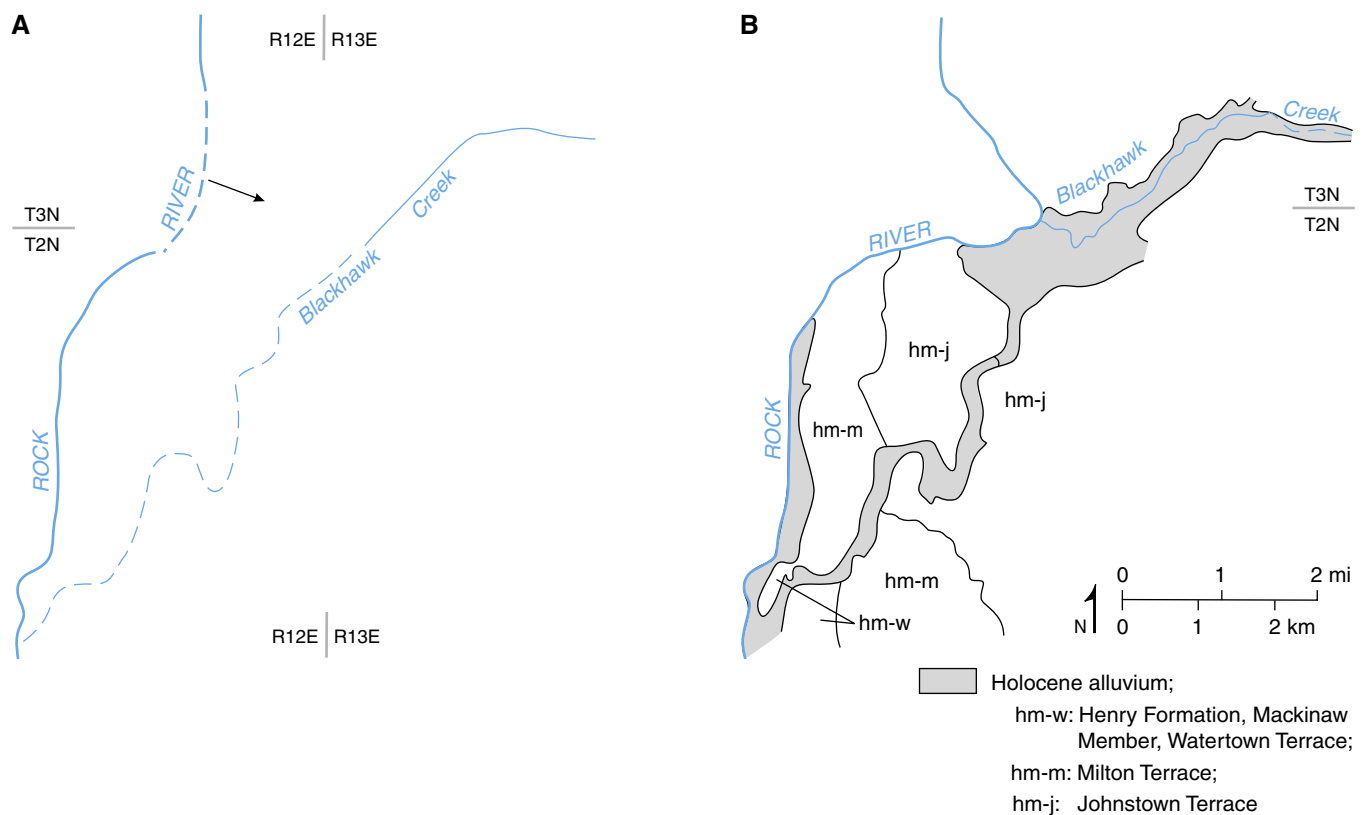 A
R12E R13E
RIVER
Creek
T3N
T2N
Blackhawk
ROCK
R12E R13E
B
Creek
Blackhawk
T3N
T2N
RIVER
hm-j
hm-j
hm-m
ROCK
hm-m
hm-w
0 1 2 mi
N
0 1 2 km
Holocene alluvium;
hm-w: Henry Formation, Mackinaw
Member, Watertown Terrace;
hm-m: Milton Terrace;
hm-j: Johnstown Terrace